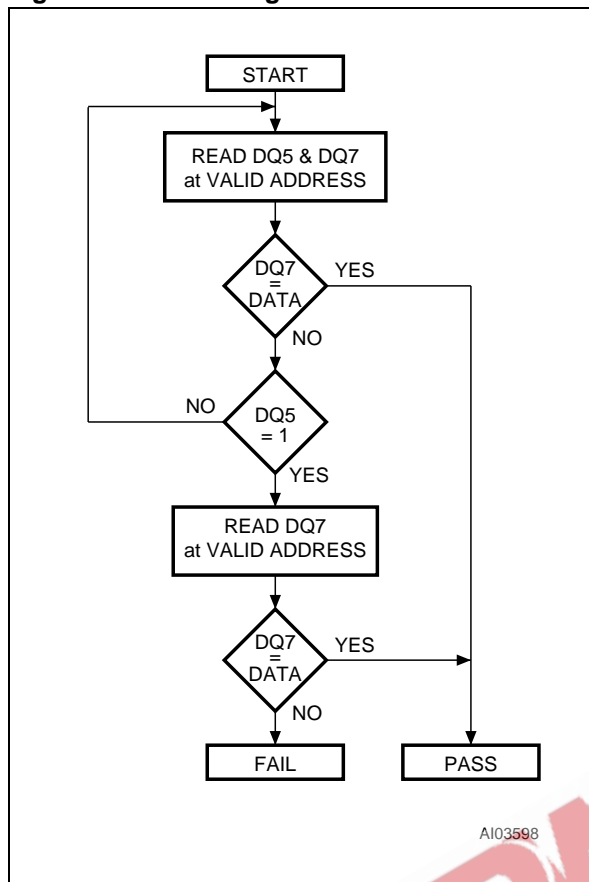 START
READ DQ5 & DQ7
at VALID ADDRESS
DQ7
=
DATA
YES
NO
DQ5
= 1
NO
YES
READ DQ7
at VALID ADDRESS
DQ7
=
DATA
YES
NO
FAIL
PASS
AI03598